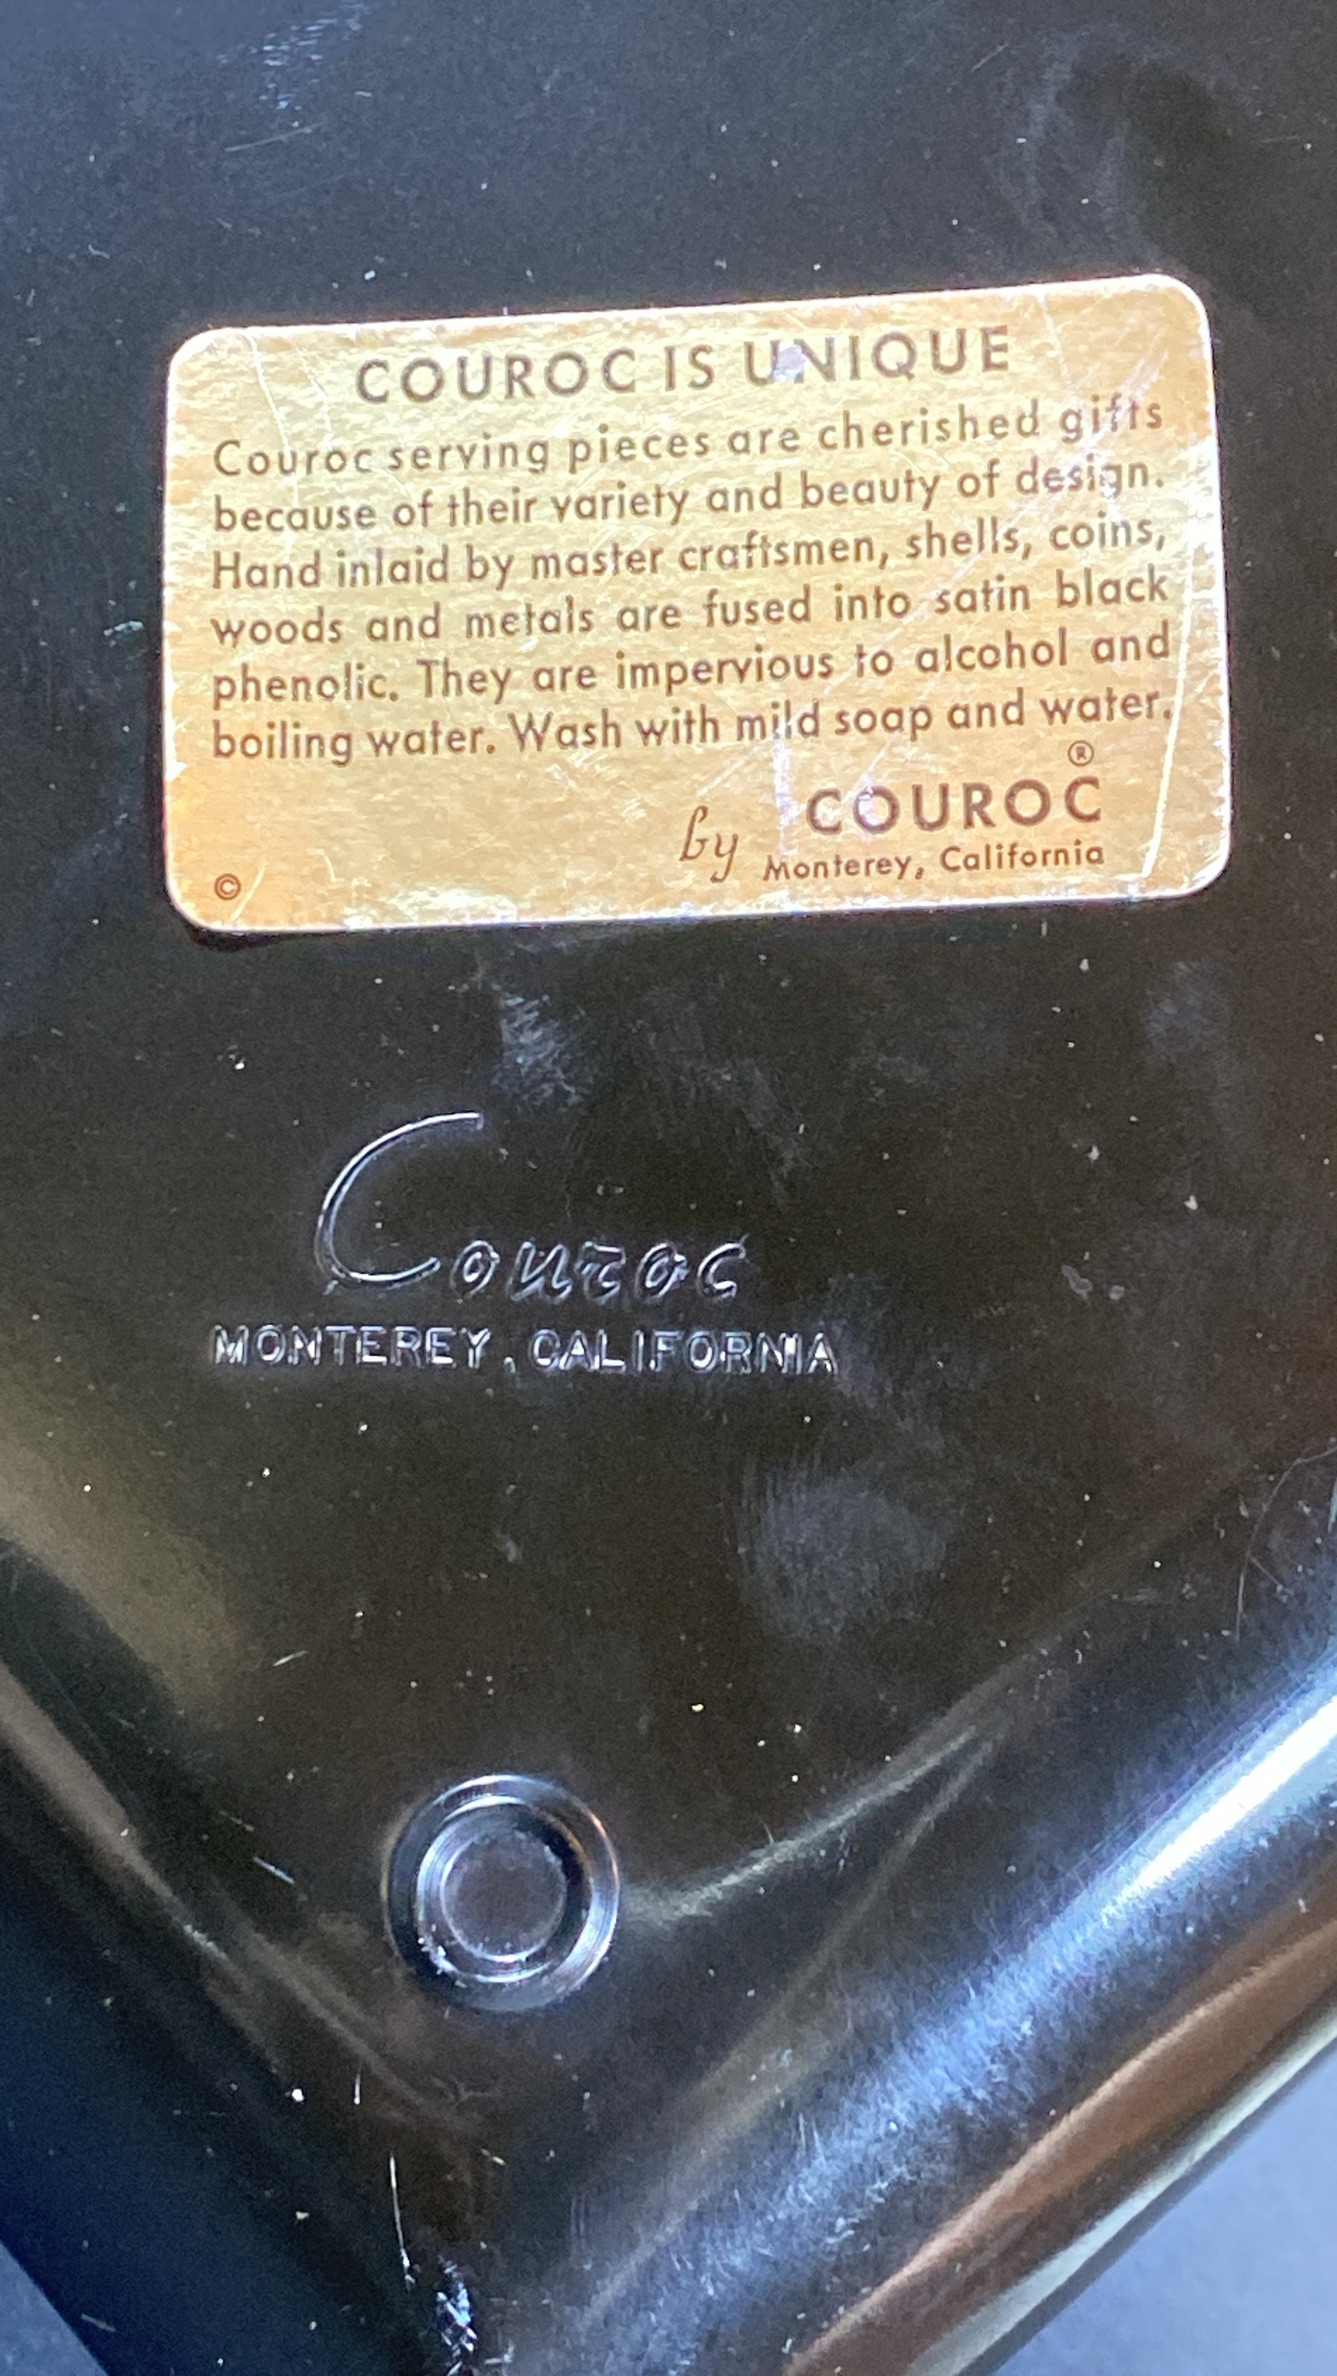 COUROC IS UNIQUE
Couroc serving pieces are cherished gifts
because of their variety and beauty of design.
Hand inlaid by master craftsmen, shells, coins,
woods and metals are fused into satin black
phenolic. They are impervious to alcohol and
boiling water. Wash with mild soap and water.
®
by COUROC
Monterey, California
©
Couroc
MONTEREY, CALIFORNIA